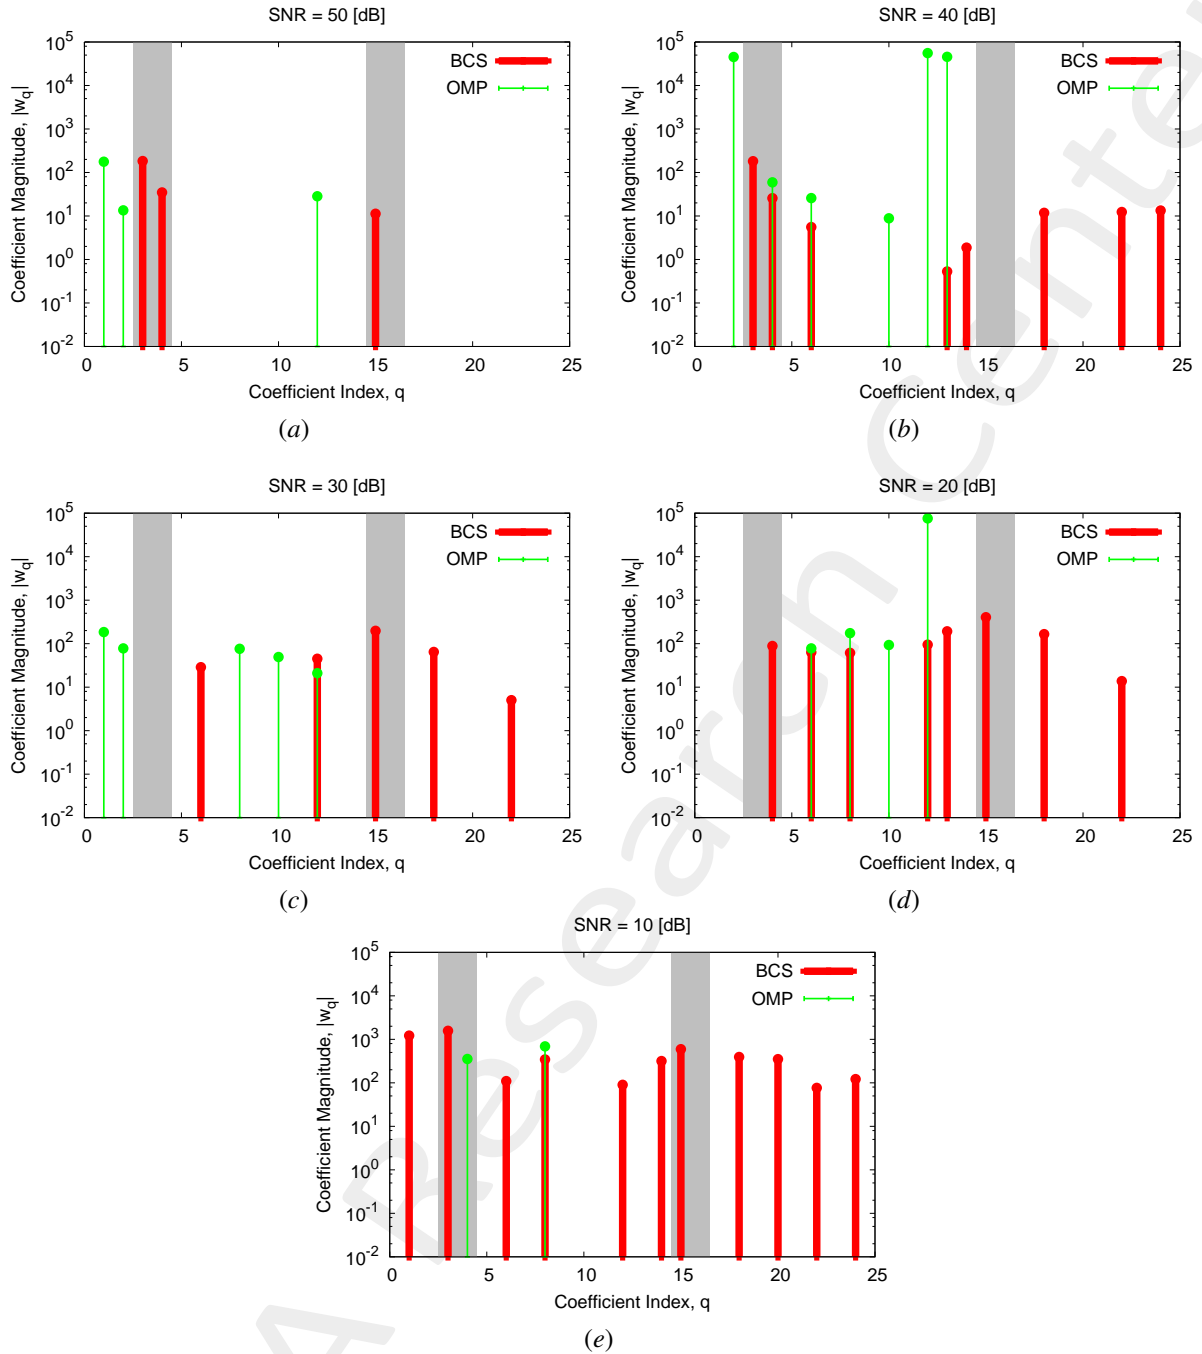 SNR = 50 [dB]
Coefficient Magnitude, |w_q|
10^5
10^4
10^3
10^2
10^1
10^0
10^-1
10^-2
BCS
OMP
0 5 10 15 20 25
Coefficient Index, q
(a)
SNR = 40 [dB]
Coefficient Magnitude, |w_q|
10^5
10^4
10^3
10^2
10^1
10^0
10^-1
10^-2
BCS
OMP
0 5 10 15 20 25
Coefficient Index, q
(b)
SNR = 30 [dB]
Coefficient Magnitude, |w_q|
10^5
10^4
10^3
10^2
10^1
10^0
10^-1
10^-2
BCS
OMP
0 5 10 15 20 25
Coefficient Index, q
(c)
SNR = 20 [dB]
Coefficient Magnitude, |w_q|
10^5
10^4
10^3
10^2
10^1
10^0
10^-1
10^-2
BCS
OMP
0 5 10 15 20 25
Coefficient Index, q
(d)
SNR = 10 [dB]
Coefficient Magnitude, |w_q|
10^5
10^4
10^3
10^2
10^1
10^0
10^-1
10^-2
BCS
OMP
0 5 10 15 20 25
Coefficient Index, q
(e)
A Research Center